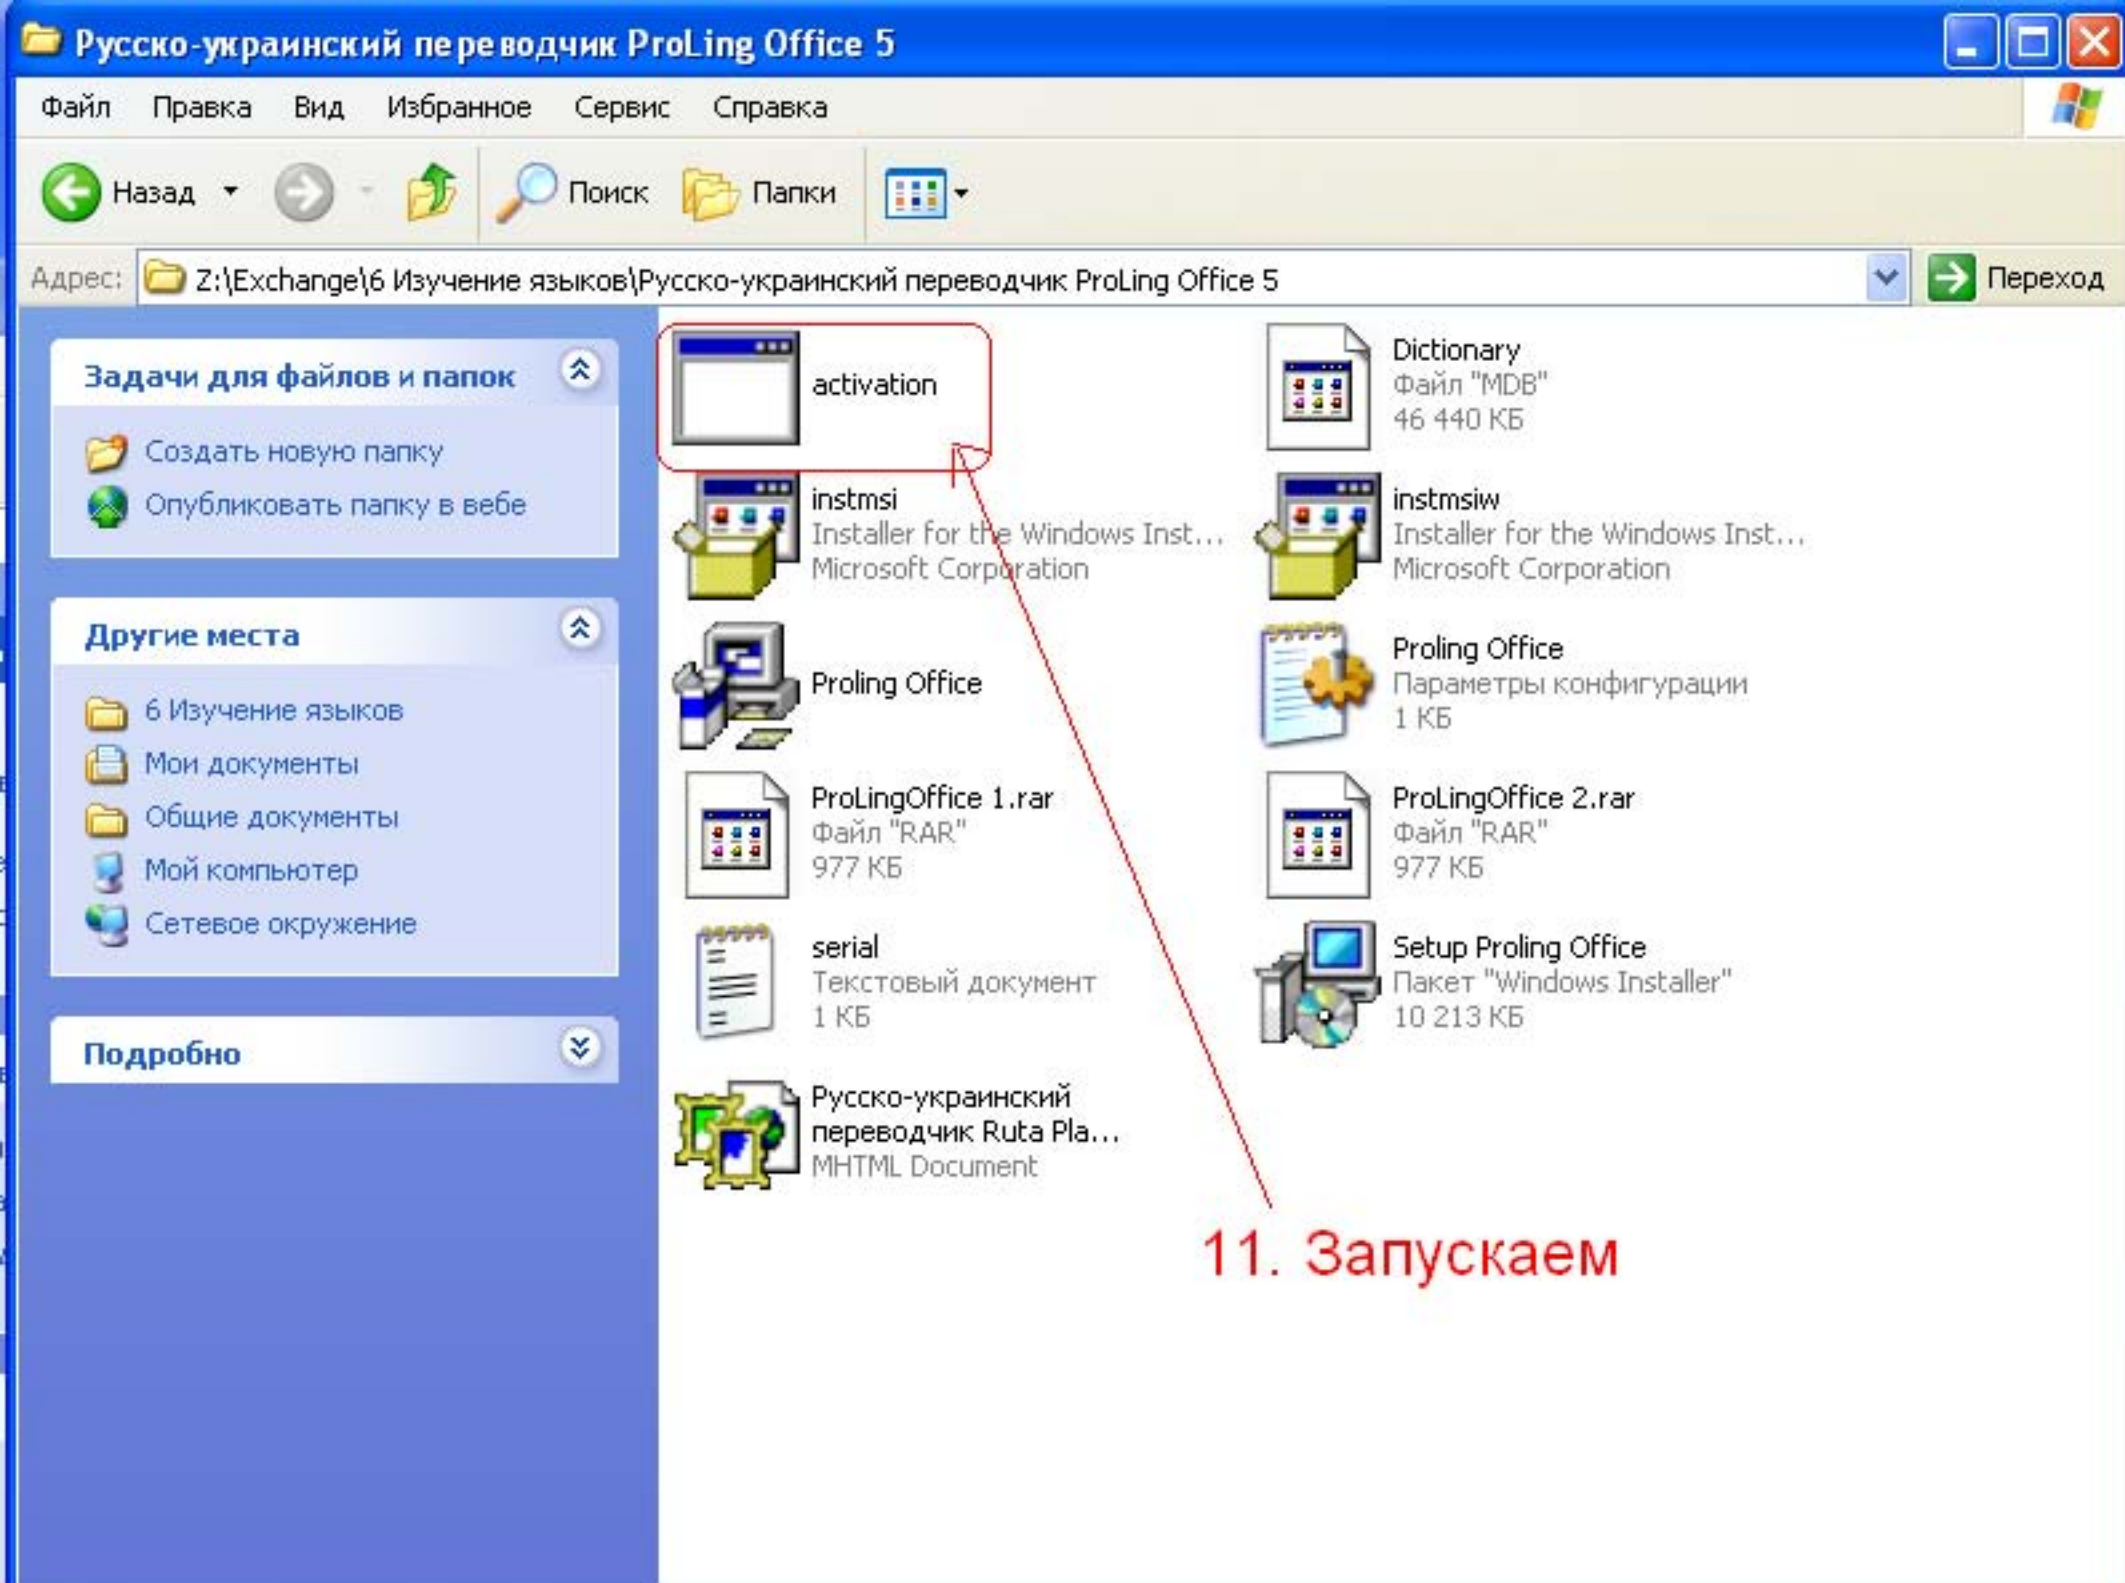 Русско-украинский переводчик ProLing Office 5
Файл Правка Вид Избранное Сервис Справка
Назад Поиск Папки
Адрес: Z:\Exchange\6 Изучение языков\Русско-украинский переводчик ProLing Office 5 Переход
Задачи для файлов и папок
Создать новую папку
Опубликовать папку в вебе
Другие места
6 Изучение языков
Мои документы
Общие документы
Мой компьютер
Сетевое окружение
Подробно
activation
Dictionary
Файл "MDB"
46 440 КБ
instmsi
Installer for the Windows Inst...
Microsoft Corporation
instmsiw
Installer for the Windows Inst...
Microsoft Corporation
Proling Office
Proling Office
Параметры конфигурации
1 КБ
ProLingOffice 1.rar
Файл "RAR"
977 КБ
ProLingOffice 2.rar
Файл "RAR"
977 КБ
serial
Текстовый документ
1 КБ
Setup Proling Office
Пакет "Windows Installer"
10 213 КБ
Русско-украинский
переводчик Ruta Pla...
MHTML Document
11. Запускаем